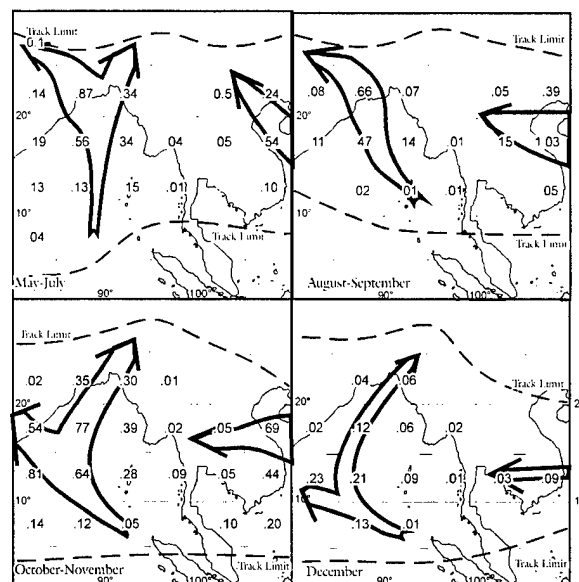 Track Limit
0.1
.14 .87 .34 0.5 .24
20°
.19 .56 .34 .04 .05 .54
.13 .13 .15 .01 .10
10°
.04
Track Limit
90° 100°
May-July
Track Limit
.08 .66 .07 .05 .39
20°
.11 .47 .14 .01 .15 1.03
.02 .01 .01 .05
10°
Track Limit
90° 100°
August-September
Track Limit
.02 .35 .30 .01
20°
.54 .77 .39 .02 .05 .69
.81 .64 .28 .09 .05 .44
10°
.14 .12 .05 .10 .20
Track Limit
90° 100°
October-November
Track Limit
.04 .06
20°
.02 .12 .06 .02
.23 .21 .09 .01 .03 .09
10°
.13 .01
Track Limit
90° 100°
December